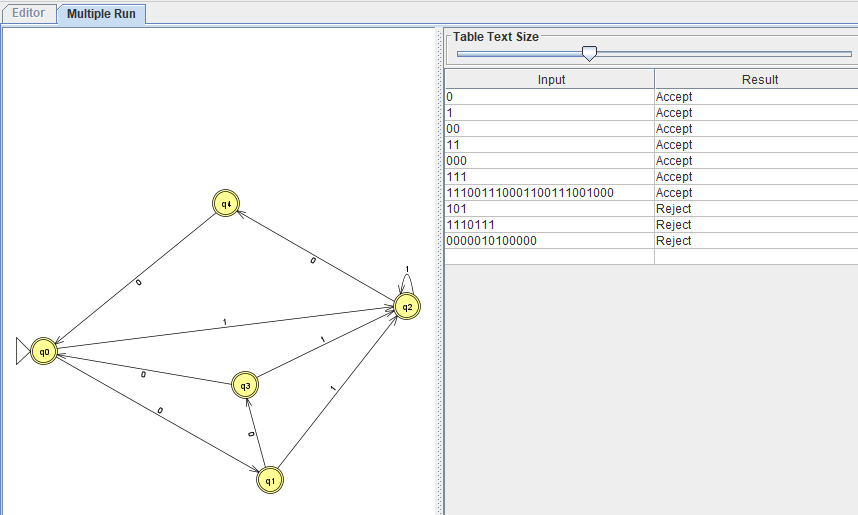 Editor
Multiple Run
Table Text Size
Input Result
0 Accept
1 Accept
00 Accept
11 Accept
000 Accept
111 Accept
111001110001100111001000 Accept
101 Reject
1110111 Reject
0000010100000 Reject
q4
0
0
1
q2
1
q0
1
0
q3
0
1
0
q1